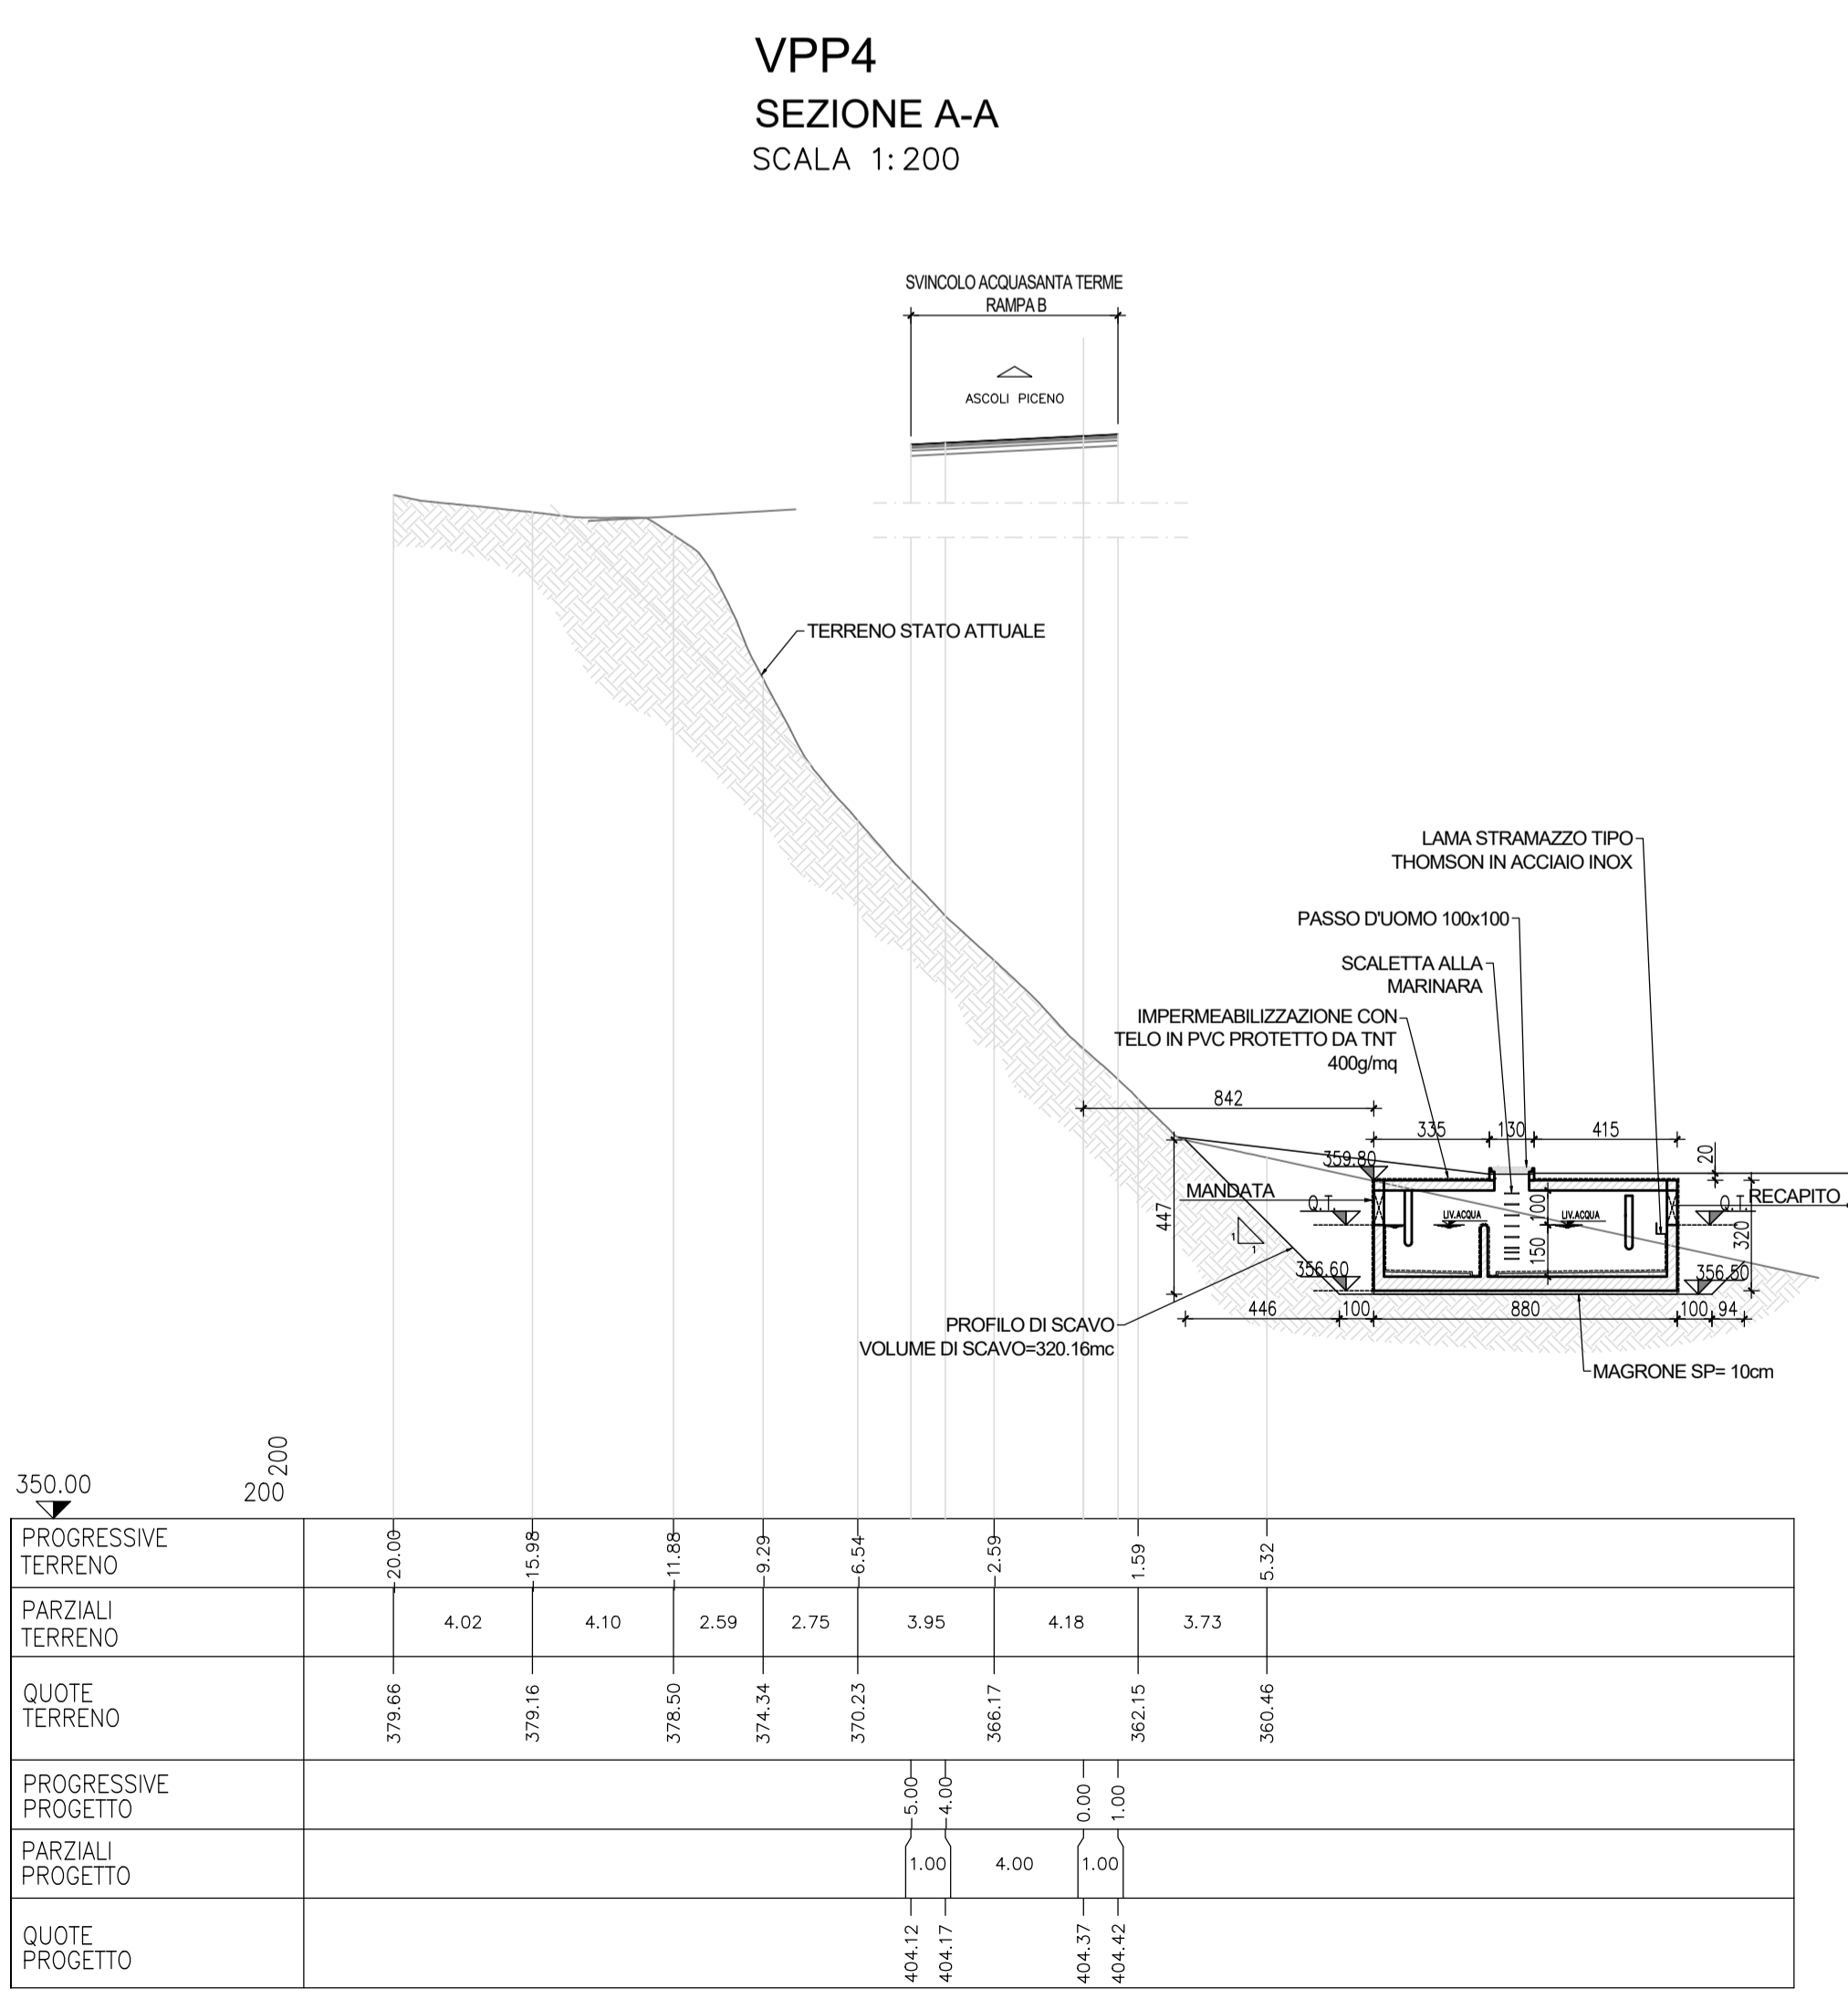 VPP4
SEZIONE A-A
SCALA 1:200
SVINCOLO ACQUASANTA TERME
RAMPA B
ASCOLI PICENO
TERRENO STATO ATTUALE
LAMA STRAMAZZO TIPO
THOMSON IN ACCIAIO INOX
PASSO D'UOMO 100x100
SCALETTA ALLA
MARINARA
IMPERMEABILIZZAZIONE CON
TELO IN PVC PROTETTO DA TNT
400g/mq
842
335 130 415
20
359.80
MANDATA
RECAPITO
Q.T.
Q.T.
LIV.ACQUA
LIV.ACQUA
100
150
320
447
1
1
356.60
356.50
446 100 880 100 94
PROFILO DI SCAVO
VOLUME DI SCAVO=320.16mc
MAGRONE SP= 10cm
350.00
200
200
PROGRESSIVE
TERRENO
-20.00 -15.98 -11.88 -9.29 -6.54 -2.59 1.59 5.32
PARZIALI
TERRENO
4.02 4.10 2.59 2.75 3.95 4.18 3.73
QUOTE
TERRENO
379.66 379.16 378.50 374.34 370.23 366.17 362.15 360.46
PROGRESSIVE
PROGETTO
-5.00 -4.00 0.00 1.00
PARZIALI
PROGETTO
1.00 4.00 1.00
QUOTE
PROGETTO
404.12 404.17 404.37 404.42